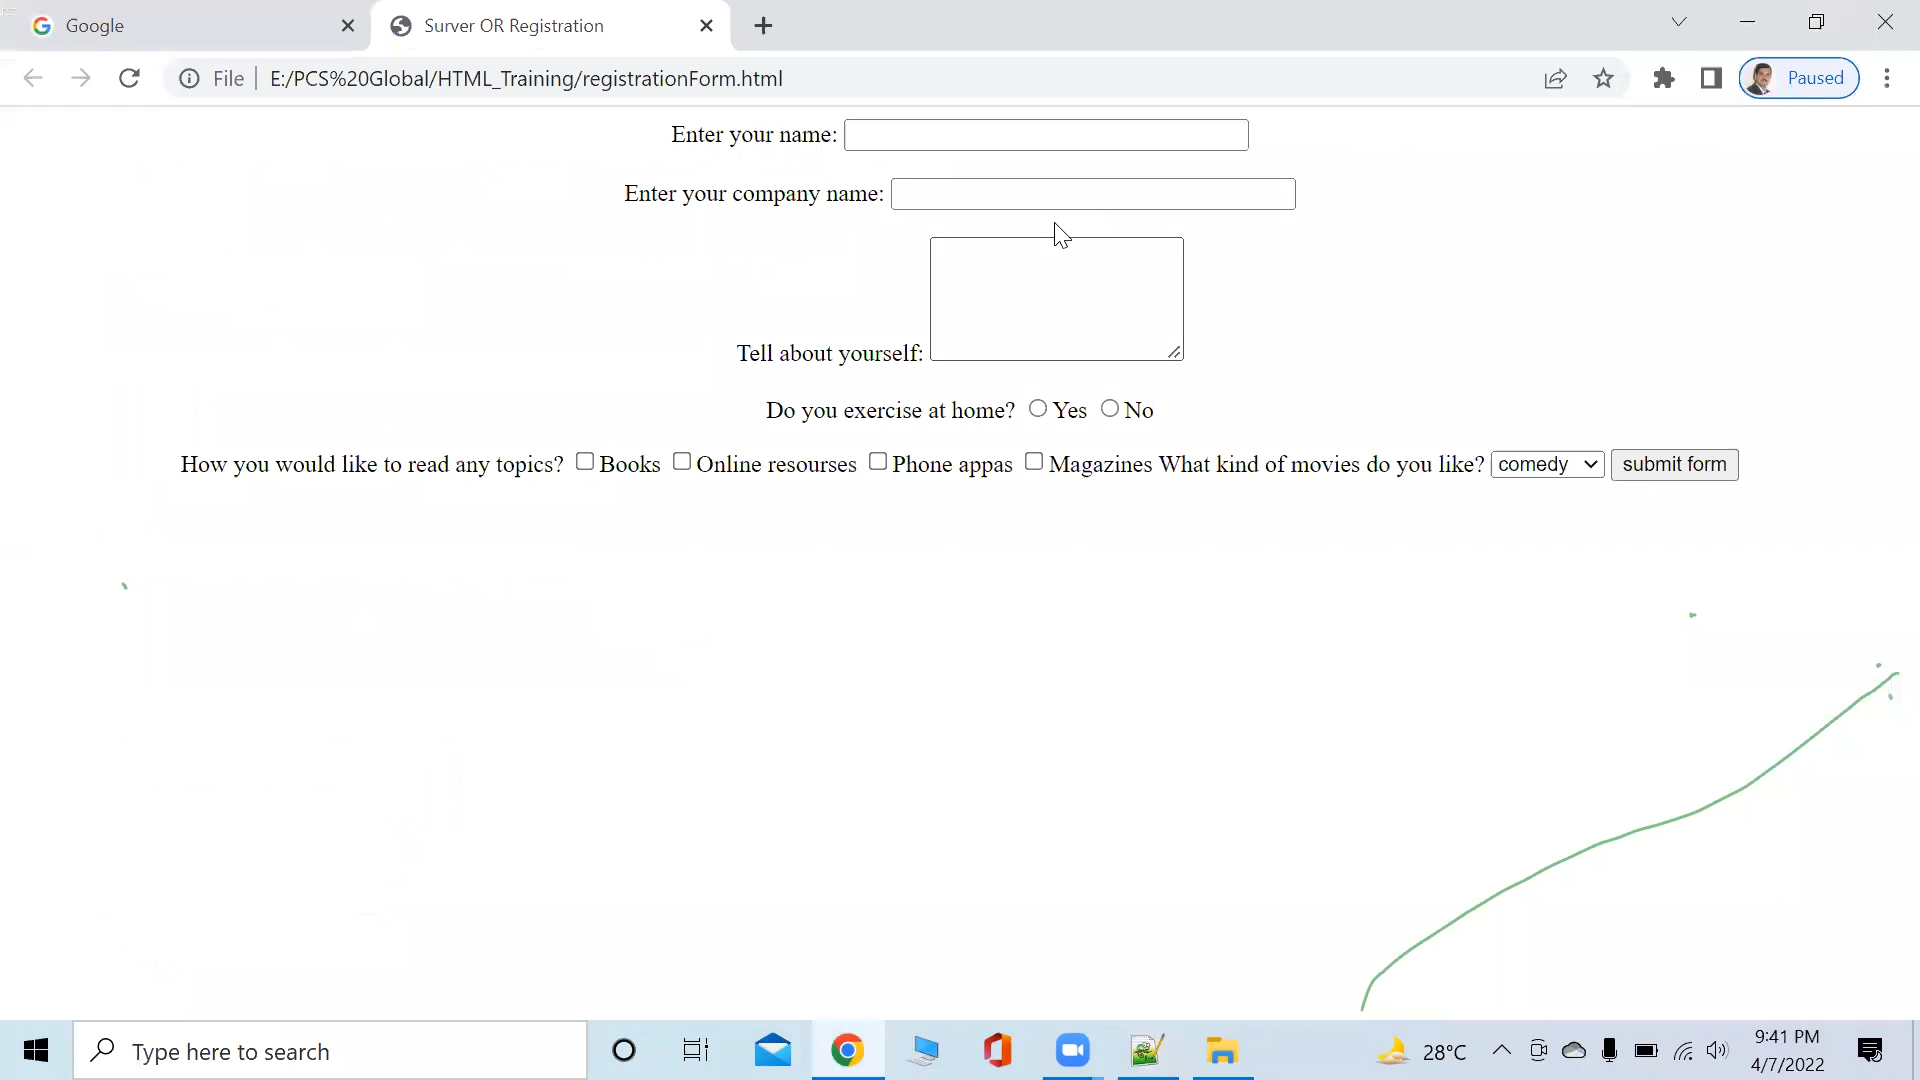 Google
Surver OR Registration
File
E:/PCS%20Global/HTML_Training/registrationForm.html
Paused
Enter your name:
Enter your company name:
Tell about yourself:
Do you exercise at home? Yes No
How you would like to read any topics? Books Online resourses Phone appas Magazines What kind of movies do you like? comedy submit form
Type here to search
28°C
9:41 PM
4/7/2022